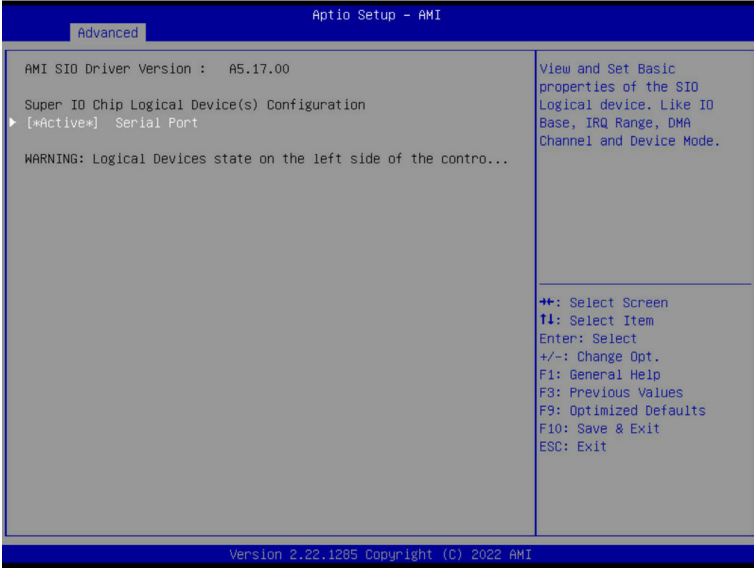 Aptio Setup – AMI
Advanced
AMI SIO Driver Version : A5.17.00
Super IO Chip Logical Device(s) Configuration
[*Active*] Serial Port
WARNING: Logical Devices state on the left side of the contro...
View and Set Basic
properties of the SIO
Logical device. Like IO
Base, IRQ Range, DMA
Channel and Device Mode.
→←: Select Screen
↑↓: Select Item
Enter: Select
+/-: Change Opt.
F1: General Help
F3: Previous Values
F9: Optimized Defaults
F10: Save & Exit
ESC: Exit
Version 2.22.1285 Copyright (C) 2022 AMI